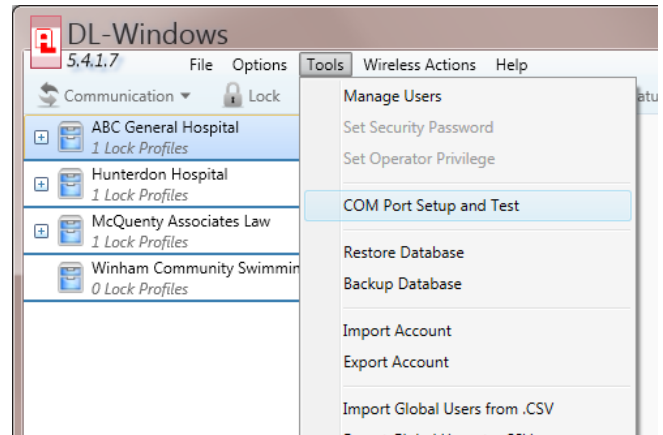 DL-Windows
5.4.1.7
File Options Tools Wireless Actions Help
Communication Lock
ABC General Hospital
1 Lock Profiles
Hunterdon Hospital
1 Lock Profiles
McQuenty Associates Law
1 Lock Profiles
Winham Community Swimmin
0 Lock Profiles
Manage Users
Set Security Password
Set Operator Privilege
COM Port Setup and Test
Restore Database
Backup Database
Import Account
Export Account
Import Global Users from .CSV